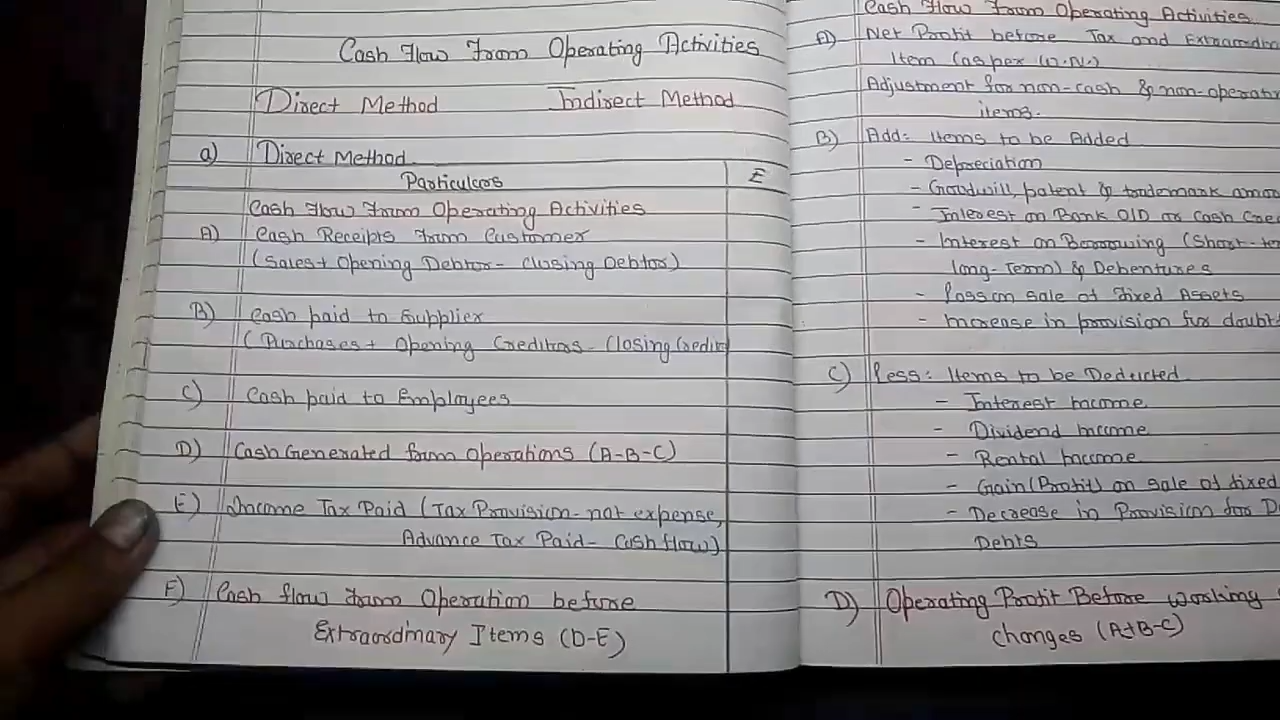 Cash Flow From Operating Activities
Direct Method Indirect Method
a) Direct Method
Particulars ₹
Cash Flow From Operating Activities
A) Cash Receipts from Customer
(Sales + Opening Debtor - Closing Debtor)
B) Cash paid to Supplier
(Purchases + Opening Creditors - Closing Credit
C) Cash paid to Employees
D) Cash Generated from Operations (A-B-C)
E) Income Tax Paid (Tax Provision - not expense,
Advance Tax Paid - Cash flow)
F) Cash flow from Operation before
Extraordinary Items (D-E)
Cash Flow From Operating Activities
A) Net Profit before Tax and
Item (as per W.N.)
Adjustment for non-cash & non-operati
items.
B) Add: Items to be Added
- Depreciation
- Goodwill, patent & trademark amor
- Interest on Bank O/D or Cash Cre
- Interest on Borrowing (Short-te
long-Term) & Debentures
- Loss on sale of Fixed Assets
- Increase in provision for doubt
C) Less: Items to be Deducted
- Interest Income
- Dividend Income
- Rental Income
- Gain (Profit) on sale of fixed
- Decrease in Provision for D
Debts
D) Operating Profit Before Working
changes (A+B-C)